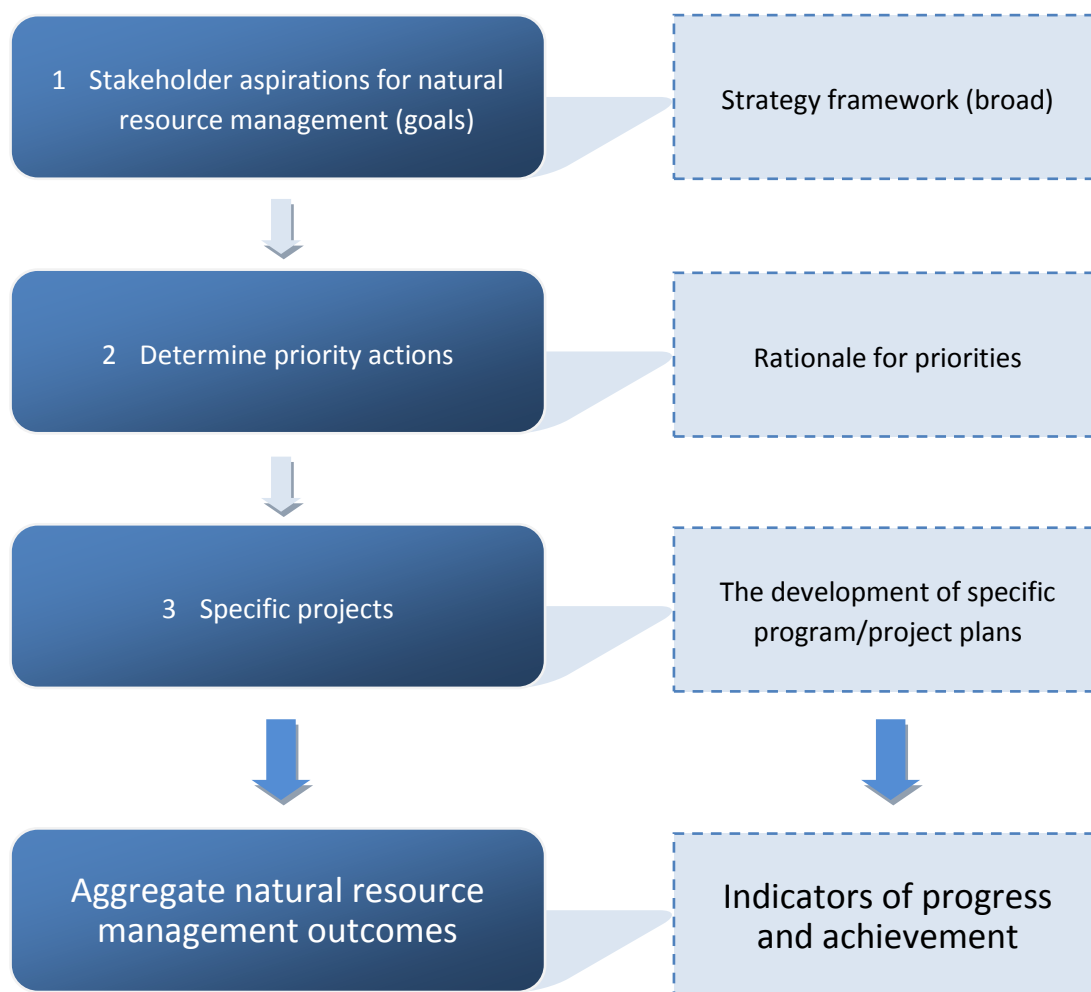 1 Stakeholder aspirations for natural
resource management (goals)
Strategy framework (broad)
2 Determine priority actions
Rationale for priorities
3 Specific projects
The development of specific
program/project plans
Aggregate natural resource
management outcomes
Indicators of progress
and achievement